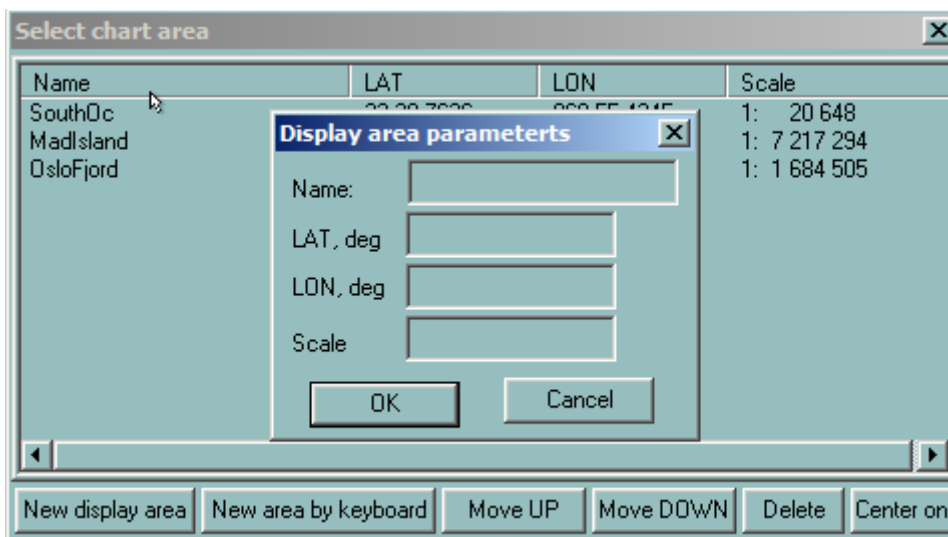 Select chart area
Name LAT LON Scale
SouthOc 1: 20 648
MadIsland 1: 7 217 294
OsloFjord 1: 1 684 505
Display area parameterts
Name:
LAT, deg
LON, deg
Scale
OK Cancel
New display area New area by keyboard Move UP Move DOWN Delete Center on